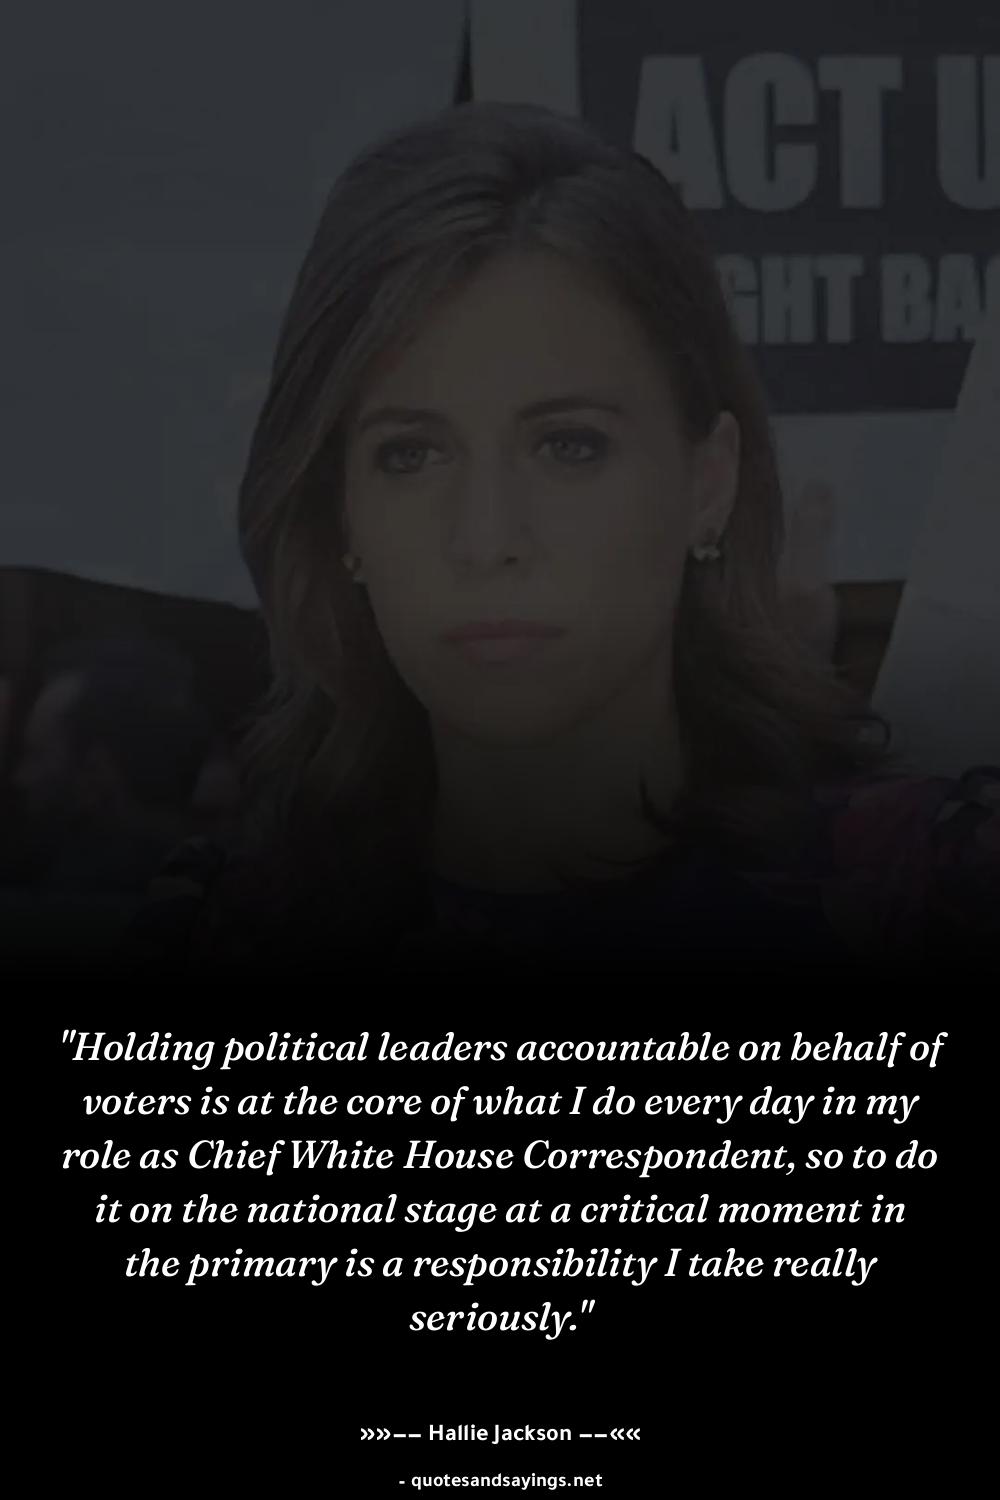 ACT U
GHT BAC
"Holding political leaders accountable on behalf of
voters is at the core of what I do every day in my
role as Chief White House Correspondent, so to do
it on the national stage at a critical moment in
the primary is a responsibility I take really
seriously."
»»–– Hallie Jackson ––««
- quotesandsayings.net